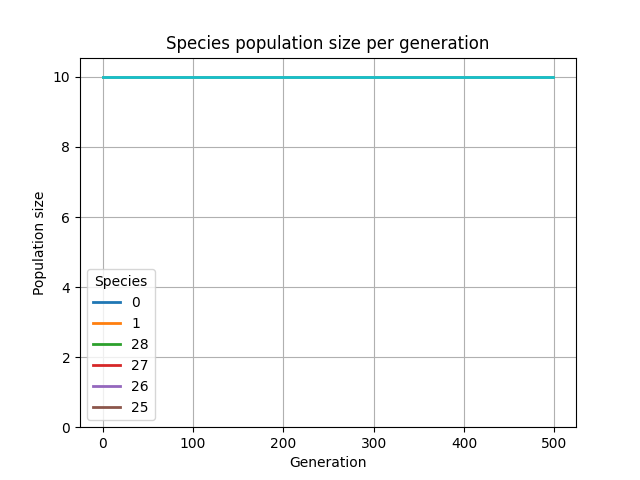 Species population size per generation
Population size
10
8
6
4
2
0
Species
0
1
28
27
26
25
0 100 200 300 400 500
Generation